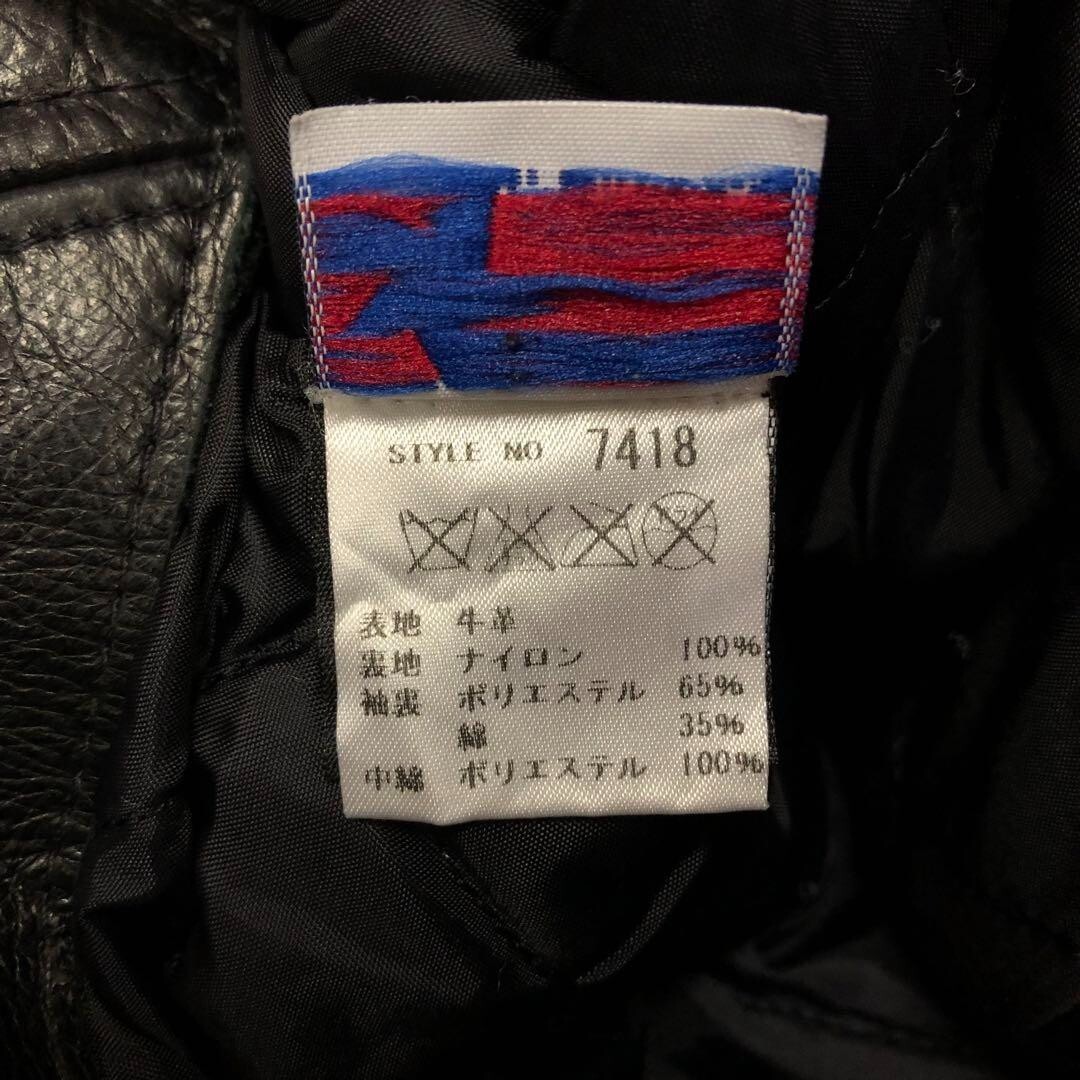 STYLE NO 7418
表地 牛革
裏地 ナイロン 100%
袖裏 ポリエステル 65%
綿 35%
中綿 ポリエステル 100%